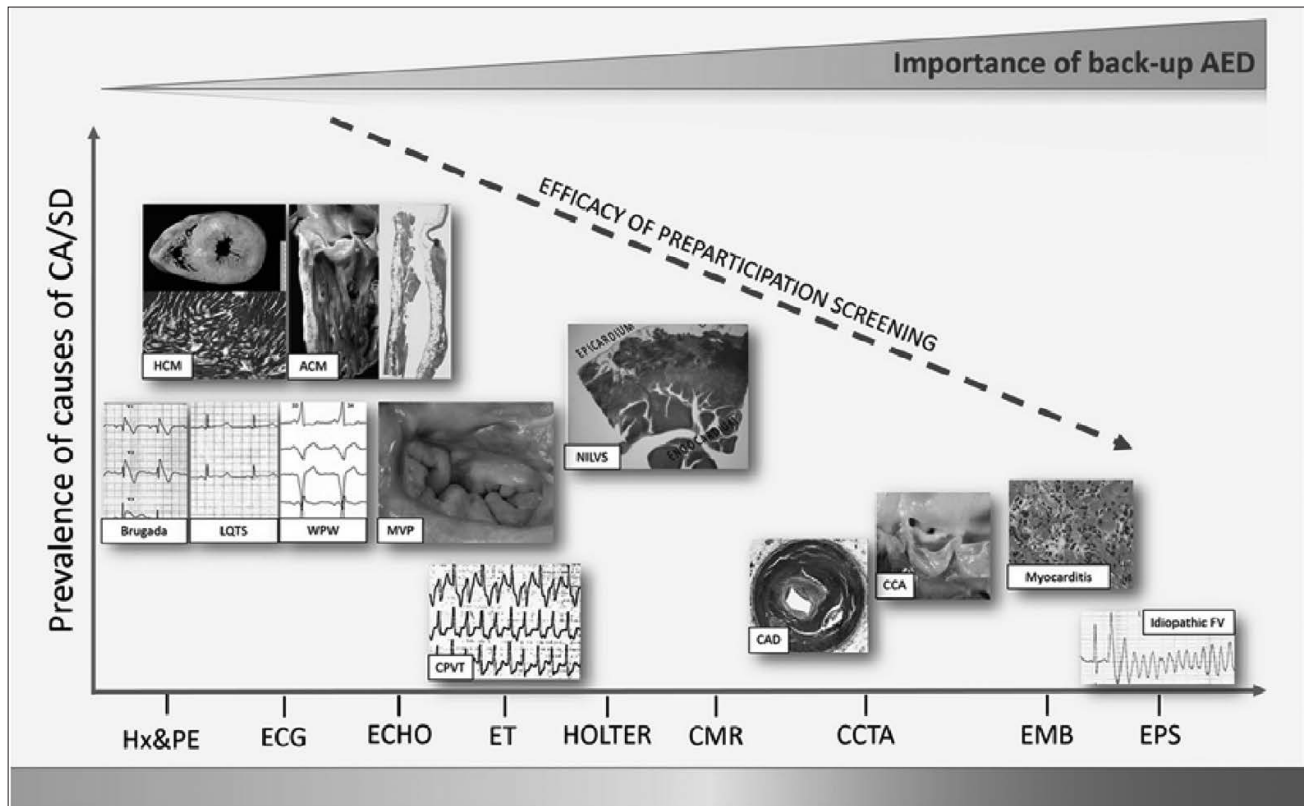 Importance of back-up AED
Prevalence of causes of CA/SD
EFFICACY OF PREPARTICIPATION SCREENING
HCM
ACM
EPICARDIUM
ENDOCARDIUM
NILVS
Brugada
LQTS
WPW
MVP
CPVT
CAD
CCA
Myocarditis
Idiopathic FV
Hx&PE
ECG
ECHO
ET
HOLTER
CMR
CCTA
EMB
EPS